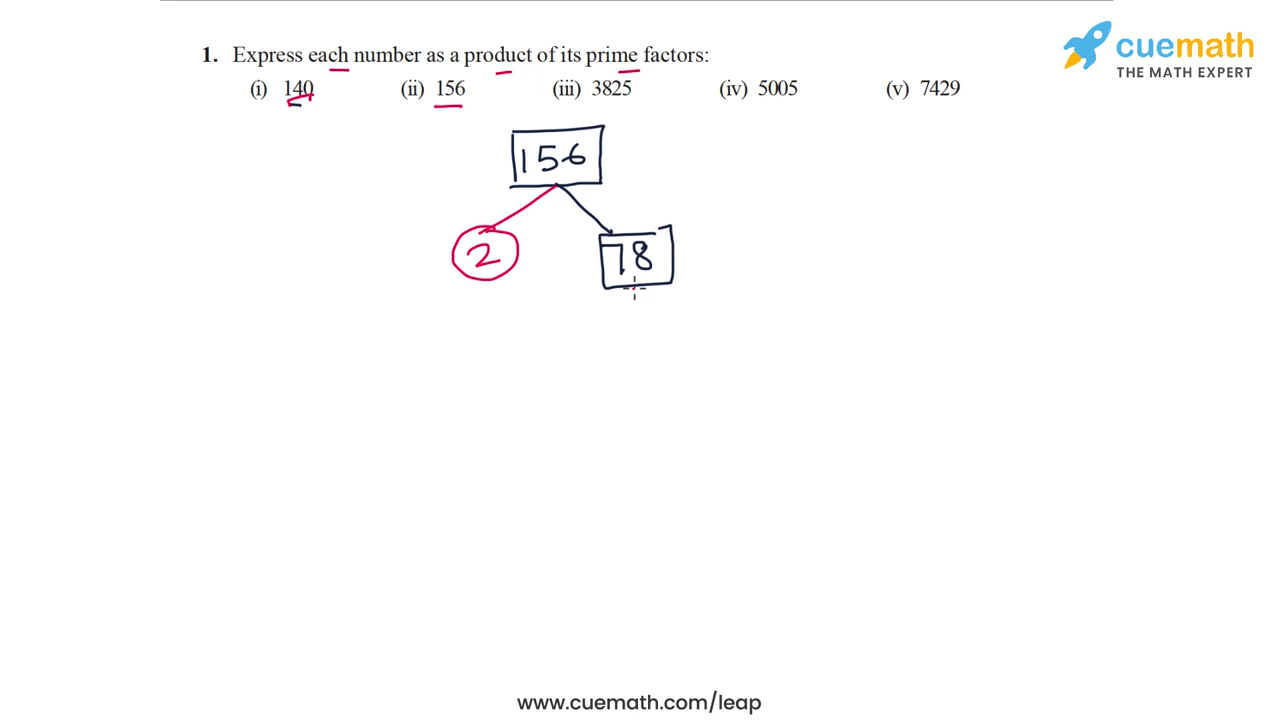 cuemath
THE MATH EXPERT
1. Express each number as a product of its prime factors:
(i) 140 (ii) 156 (iii) 3825 (iv) 5005 (v) 7429
156
2 78
www.cuemath.com/leap